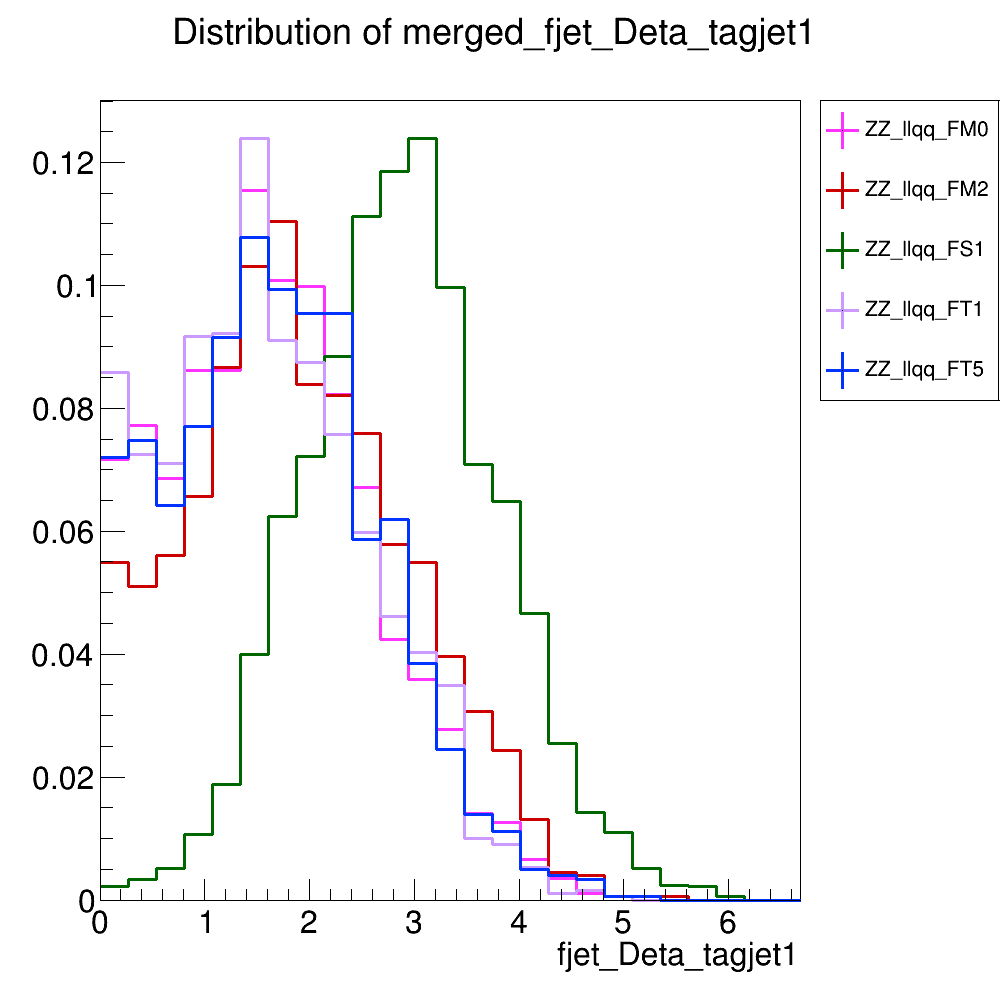 Distribution of merged_fjet_Deta_tagjet1
ZZ_llqq_FM0
ZZ_llqq_FM2
ZZ_llqq_FS1
ZZ_llqq_FT1
ZZ_llqq_FT5
0.12
0.1
0.08
0.06
0.04
0.02
0
0 1 2 3 4 5 6
fjet_Deta_tagjet1